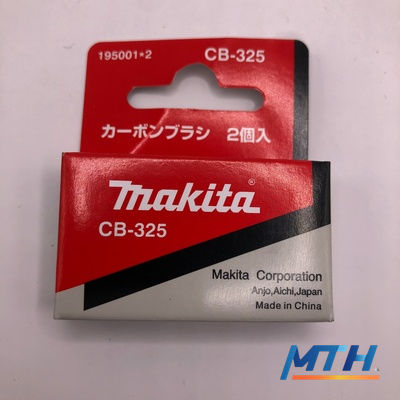 195001*2 CB-325
カーボンブラシ 2個入
makita®
CB-325
Makita Corporation
Anjo,Aichi,Japan
Made in China
MTH